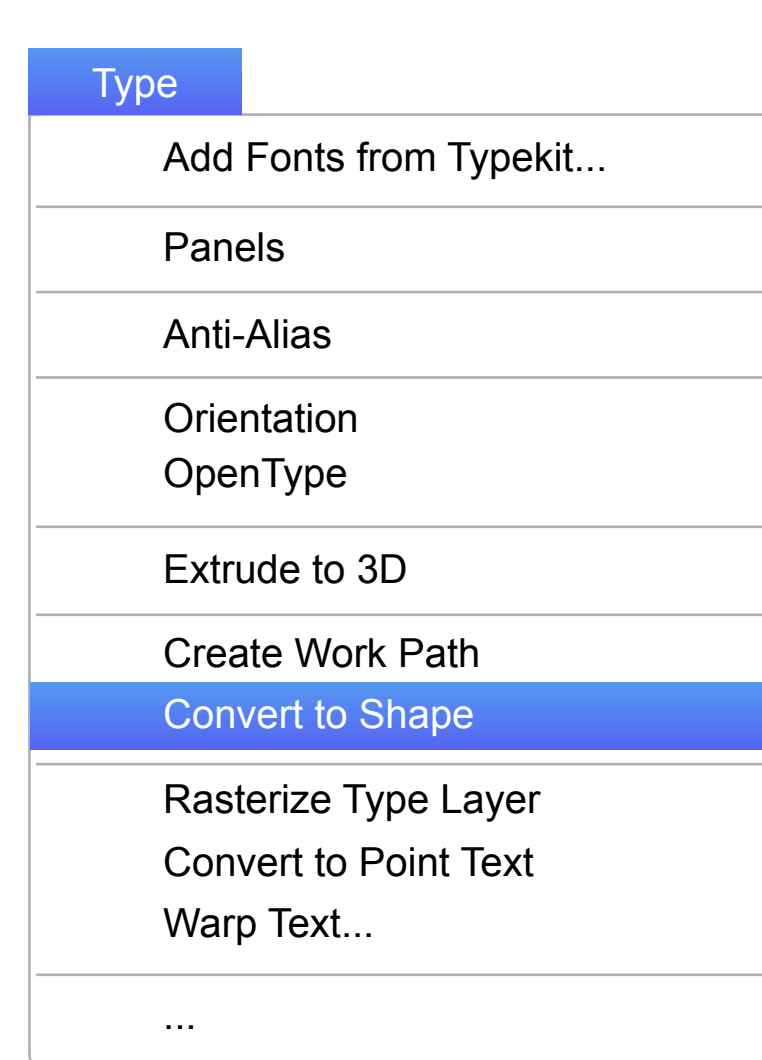 Type
Add Fonts from Typekit...
Panels
Anti-Alias
Orientation
OpenType
Extrude to 3D
Create Work Path
Convert to Shape
Rasterize Type Layer
Convert to Point Text
Warp Text...
...